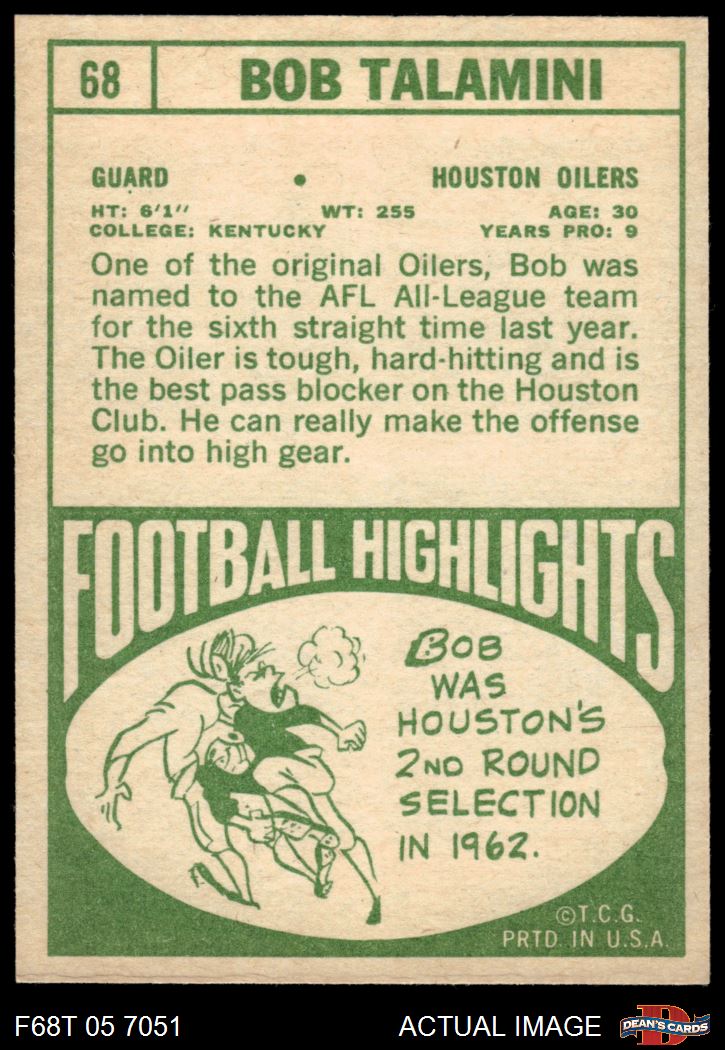 68 BOB TALAMINI
GUARD • HOUSTON OILERS
HT: 6'1" WT: 255 AGE: 30
COLLEGE: KENTUCKY YEARS PRO: 9
One of the original Oilers, Bob was
named to the AFL All-League team
for the sixth straight time last year.
The Oiler is tough, hard-hitting and is
the best pass blocker on the Houston
Club. He can really make the offense
go into high gear.
FOOTBALL HIGHLIGHTS
BOB
WAS
HOUSTON'S
2ND ROUND
SELECTION
IN 1962.
©T.C.G.
PRTD. IN U.S.A.
F68T 05 7051 ACTUAL IMAGE D DEAN'S CARDS